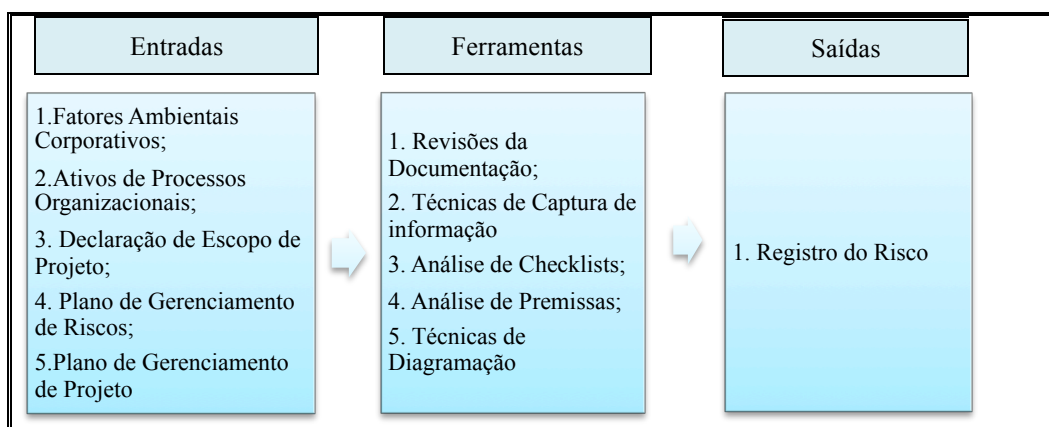 Entradas
1.Fatores Ambientais
Corporativos;
2.Ativos de Processos
Organizacionais;
3. Declaração de Escopo de
Projeto;
4. Plano de Gerenciamento
de Riscos;
5.Plano de Gerenciamento
de Projeto
Ferramentas
1. Revisões da
Documentação;
2. Técnicas de Captura de
informação
3. Análise de Checklists;
4. Análise de Premissas;
5. Técnicas de
Diagramação
Saídas
1. Registro do Risco